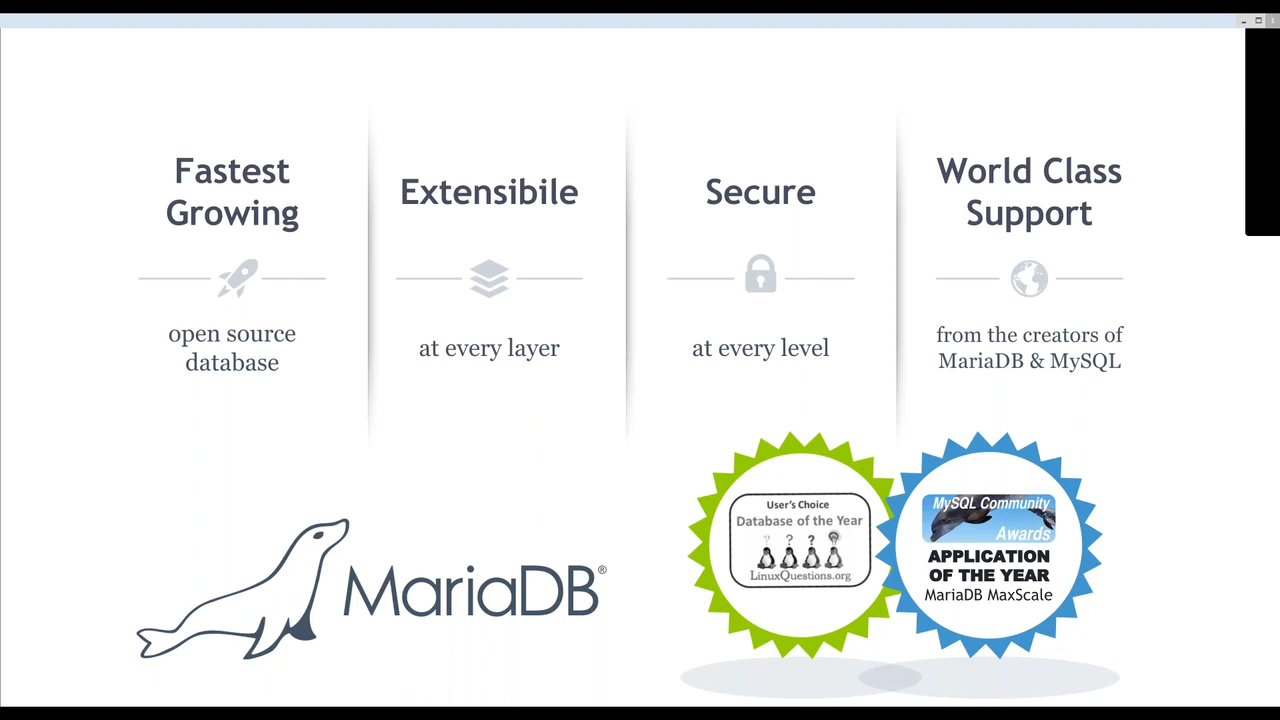 Fastest
Growing
open source
database
Extensibile
at every layer
Secure
at every level
World Class
Support
from the creators of
MariaDB & MySQL
MariaDB®
User's Choice
Database of the Year
? ? ?
LinuxQuestions.org
MySQL Community
Awards
APPLICATION
OF THE YEAR
MariaDB MaxScale